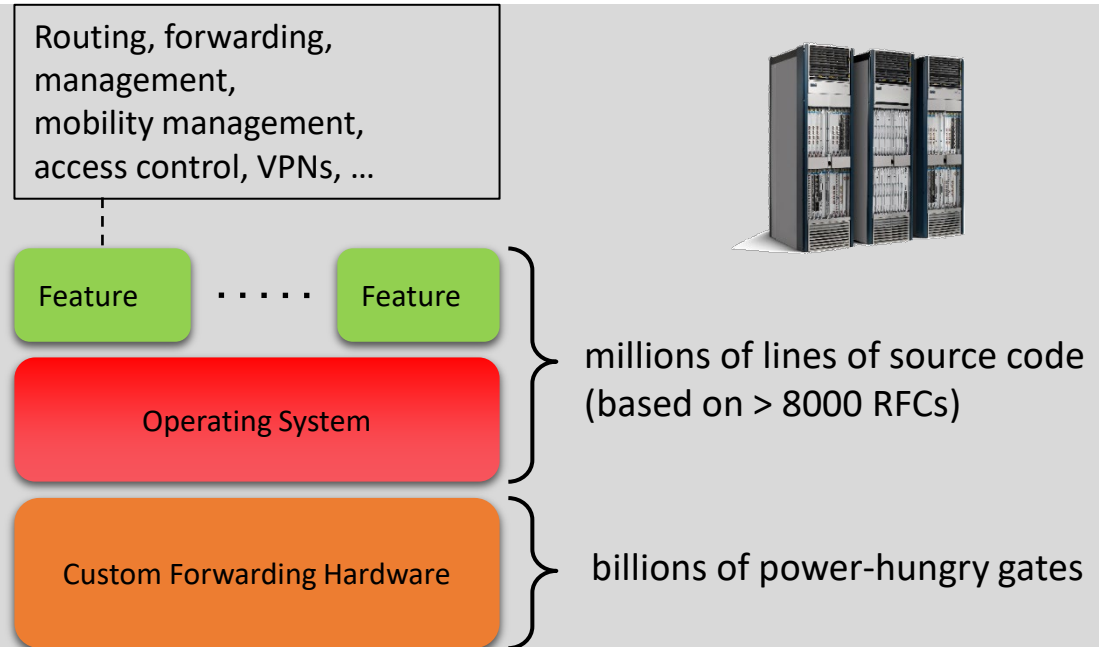 Routing, forwarding,
management,
mobility management,
access control, VPNs, ...
Feature
. . . . .
Feature
Operating System
millions of lines of source code
(based on > 8000 RFCs)
Custom Forwarding Hardware
billions of power-hungry gates